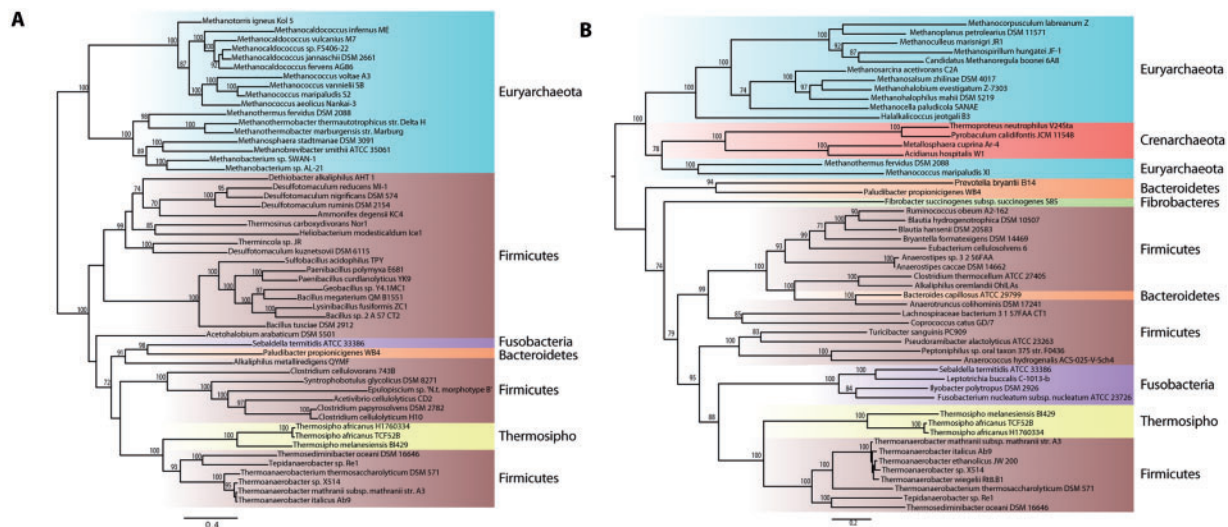 A
Methanotorris igneus Kol 5
Methanocaldococcus infernus ME
Methanocaldococcus vulcanius M7
Methanocaldococcus sp. FS406-22
Methanocaldococcus jannaschii DSM 2661
Methanocaldococcus fervens AG86
Methanococcus voltae A3
Methanococcus vannielii SB
Methanococcus maripaludis S2
Methanococcus aeolicus Nankai-3
Methanothermus fervidus DSM 2088
Methanothermobacter thermautotrophicus str. Delta H
Methanothermobacter marburgensis str. Marburg
Methanosphaera stadtmanae DSM 3091
Methanobrevibacter smithii ATCC 35061
Methanobacterium sp. SWAN-1
Methanobacterium sp. AL-21
Euryarchaeota
Dethiobacter alkaliphilus AHT 1
Desulfotomaculum reducens MI-1
Desulfotomaculum nigrificans DSM 574
Desulfotomaculum ruminis DSM 2154
Ammonifex degensii KC4
Thermosinus carboxydivorans Nor1
Heliobacterium modesticaldum Ice1
Thermincola sp. JR
Desulfotomaculum kuznetsovii DSM 6115
Sulfobacillus acidophilus TPY
Paenibacillus polymyxa E681
Paenibacillus curdlanolyticus YK9
Geobacillus sp. Y4.1MC1
Bacillus megaterium QM B1551
Lysinibacillus fusiformis ZC1
Bacillus sp. 2 A 57 CT2
Bacillus tusciae DSM 2912
Acetohalobium arabaticum DSM 5501
Firmicutes
Sebaldella termitidis ATCC 33386
Fusobacteria
Paludibacter propionicigenes WB4
Bacteroidetes
Alkaliphilus metalliredigens QYMF
Clostridium cellulovorans 743B
Syntrophobotulus glycolicus DSM 8271
Epulopiscium sp. 'N.t. morphotype B'
Acetivibrio cellulolyticus CD2
Clostridium papyrosolvens DSM 2782
Clostridium cellulolyticum H10
Firmicutes
Thermosipho africanus H1760334
Thermosipho africanus TCF52B
Thermosipho melanesiensis BI429
Thermosipho
Thermosediminibacter oceani DSM 16646
Tepidanaerobacter sp. Re1
Thermoanaerobacterium thermosaccharolyticum DSM 571
Thermoanaerobacter sp. X514
Thermoanaerobacter mathranii subsp. mathranii str. A3
Thermoanaerobacter italicus Ab9
Firmicutes
0.4
B
Methanocorpusculum labreanum Z
Methanoplanus petrolearius DSM 11571
Methanoculleus marisnigri JR1
Methanospirillum hungatei JF-1
Candidatus Methanoregula boonei 6A8
Methanosarcina acetivorans C2A
Methanosalsum zhilinae DSM 4017
Methanohalobium evestigatum Z-7303
Methanohalophilus mahii DSM 5219
Methanocella paludicola SANAE
Halalkalicoccus jeotgali B3
Euryarchaeota
Thermoproteus neutrophilus V24Sta
Pyrobaculum calidifontis JCM 11548
Metallosphaera cuprina Ar-4
Acidianus hospitalis W1
Crenarchaeota
Methanothermus fervidus DSM 2088
Methanococcus maripaludis XI
Euryarchaeota
Prevotella bryantii B14
Paludibacter propionicigenes WB4
Bacteroidetes
Fibrobacter succinogenes subsp. succinogenes S85
Fibrobacteres
Ruminococcus obeum A2-162
Blautia hydrogenotrophica DSM 10507
Blautia hansenii DSM 20583
Bryantella formatexigens DSM 14469
Eubacterium cellulosolvens 6
Anaerostipes sp. 3 2 56FAA
Anaerostipes caccae DSM 14662
Clostridium thermocellum ATCC 27405
Alkaliphilus oremlandii OhILAs
Firmicutes
Bacteroides capillosus ATCC 29799
Bacteroidetes
Anaerotruncus colihominis DSM 17241
Lachnospiraceae bacterium 3 1 57FAA CT1
Coprococcus catus GD/7
Turicibacter sanguinis PC909
Pseudoramibacter alactolyticus ATCC 23263
Peptoniphilus sp. oral taxon 375 str. F0436
Anaerococcus hydrogenalis ACS-025-V-Sch4
Firmicutes
Sebaldella termitidis ATCC 33386
Leptotrichia buccalis C-1013-b
Ilyobacter polytropus DSM 2926
Fusobacterium nucleatum subsp. nucleatum ATCC 23726
Fusobacteria
Thermosipho melanesiensis BI429
Thermosipho africanus TCF52B
Thermosipho africanus H1760334
Thermosipho
Thermoanaerobacter mathranii subsp. mathranii str. A3
Thermoanaerobacter italicus Ab9
Thermoanaerobacter ethanolicus JW 200
Thermoanaerobacter sp. X514
Thermoanaerobacter wiegelii Rt8.B1
Thermoanaerobacterium thermosaccharolyticum DSM 571
Tepidanaerobacter sp. Re1
Thermosediminibacter oceani DSM 16646
Firmicutes
0.2